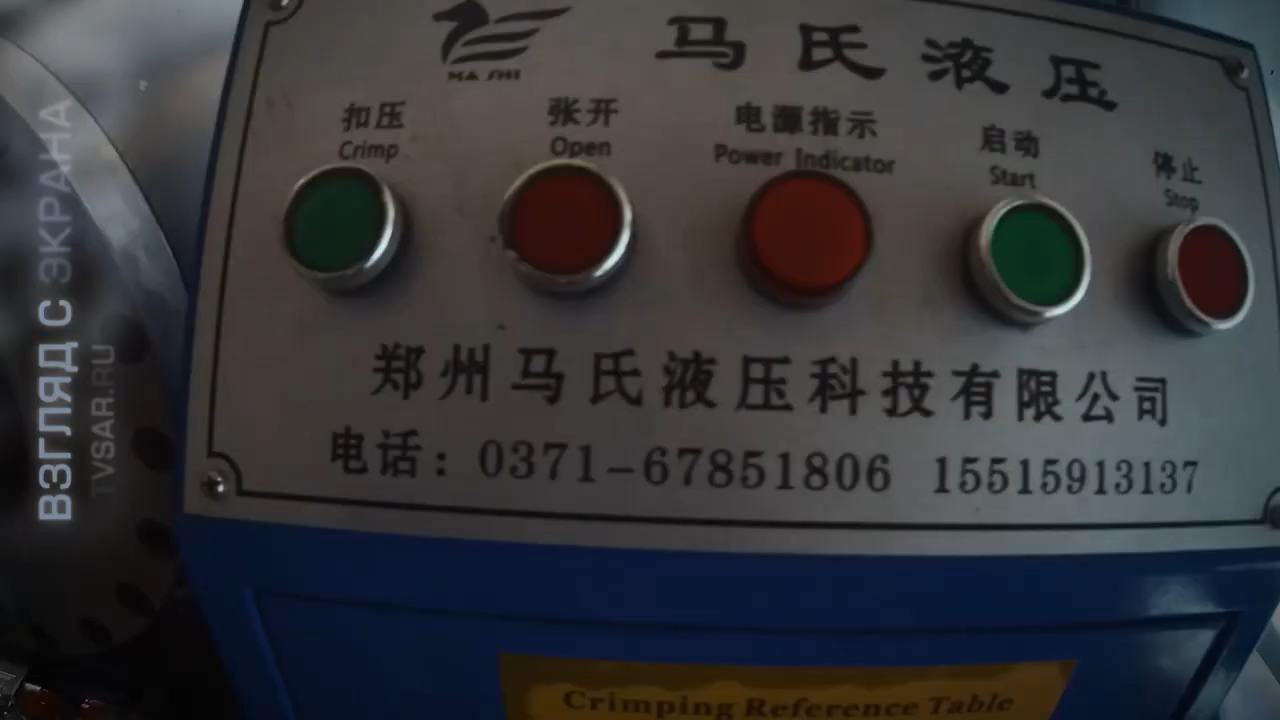 MA SHI
马氏液压
扣压 张开 电源指示 启动 停止
Crimp Open Power Indicator Start Stop
郑州马氏液压科技有限公司
电话：0371-67851806 15515913137
Crimping Reference Table
ВЗГЛЯД С ЭКРАНА
TVSAR.RU